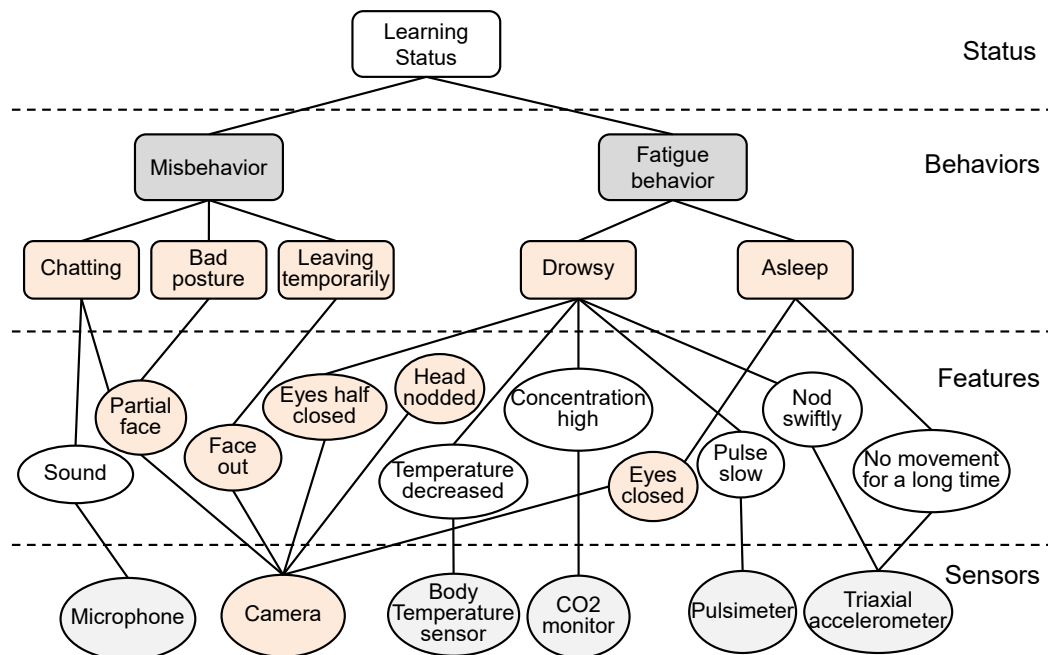 Learning
Status
Status
Misbehavior
Fatigue
behavior
Behaviors
Chatting
Bad
posture
Leaving
temporarily
Drowsy
Asleep
Features
Partial
face
Eyes half
closed
Head
nodded
Concentration
high
Nod
swiftly
Sound
Face
out
Temperature
decreased
Eyes
closed
Pulse
slow
No movement
for a long time
Sensors
Microphone
Camera
Body
Temperature
sensor
CO2
monitor
Pulsimeter
Triaxial
accelerometer